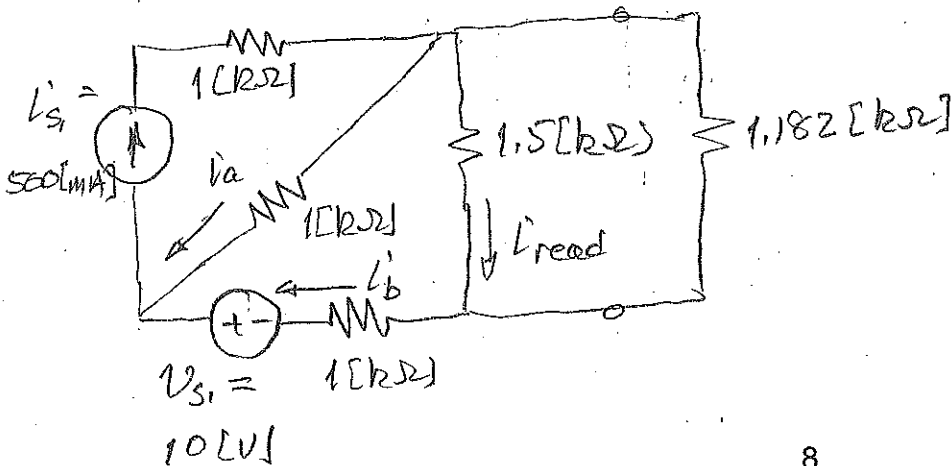 1[kΩ]
i_s1 =
560[mA]
i_a
1[kΩ]
1.5[kΩ]
1.182[kΩ]
i_read
i_b
v_s1 =
10[V]
1[kΩ]
8